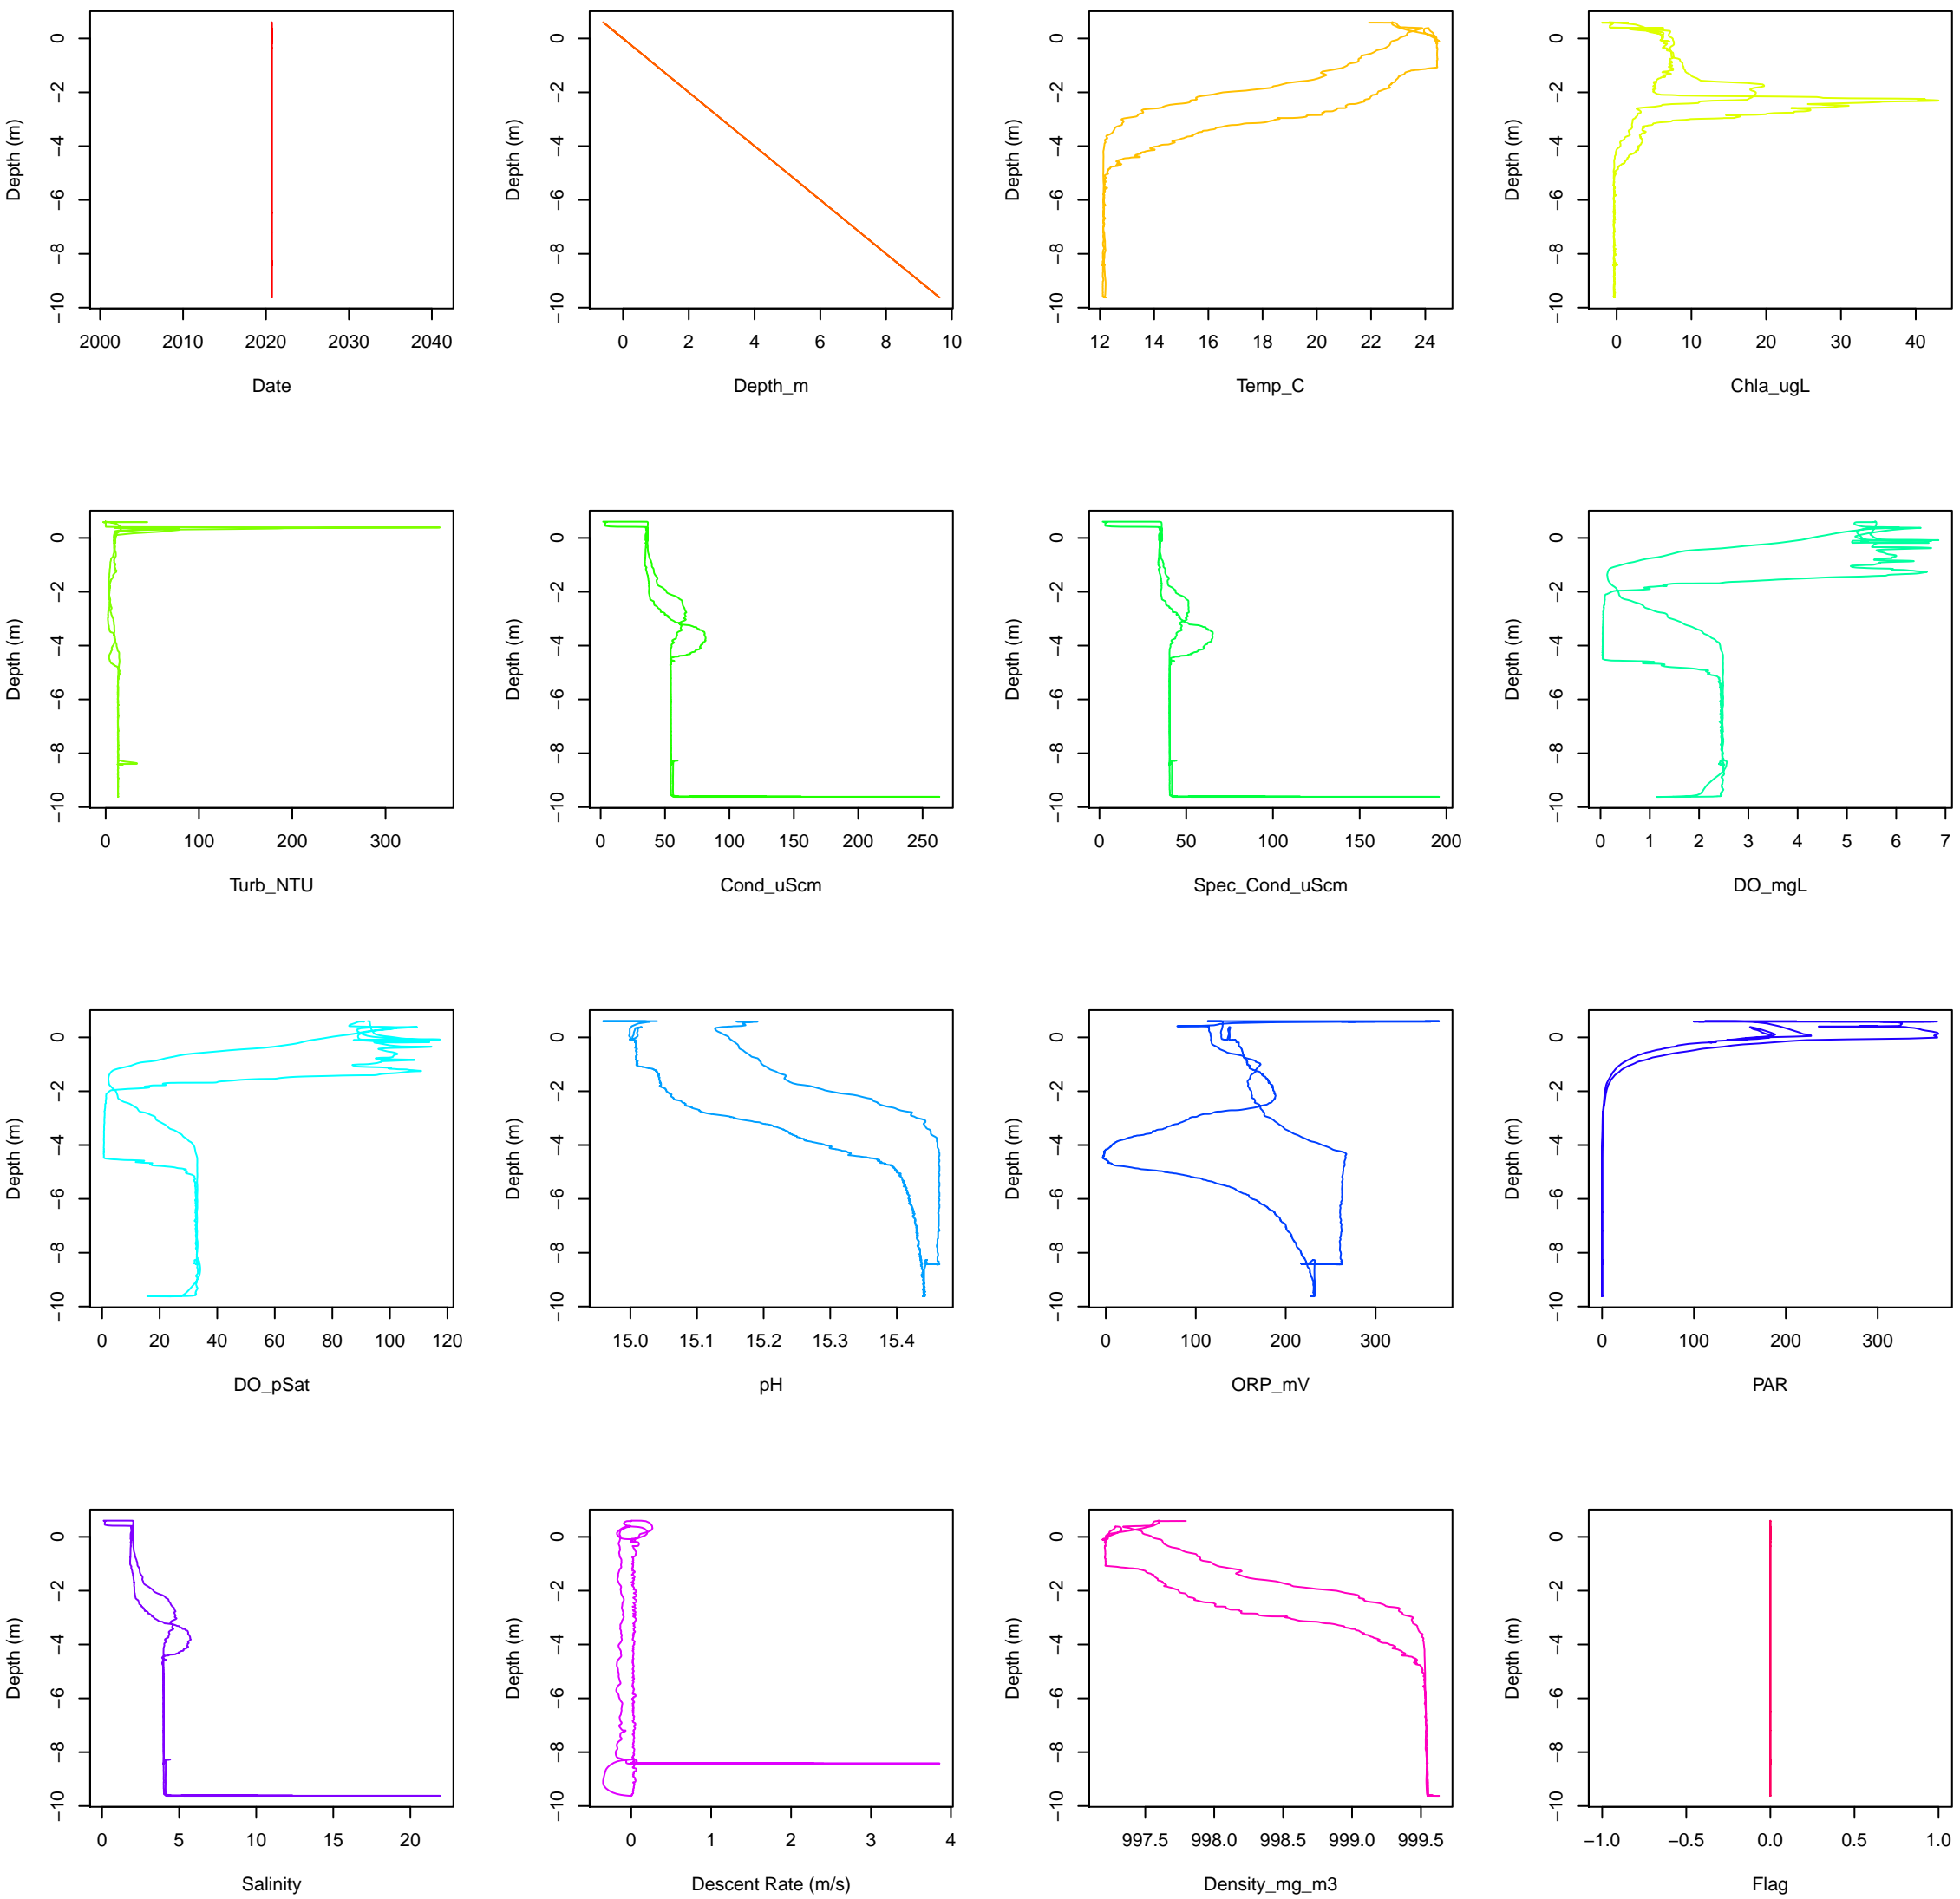 Depth (m)
0
−2
−4
−6
−8
−10
2000 2010 2020 2030 2040
Date
Depth (m)
0
−2
−4
−6
−8
−10
0 2 4 6 8 10
Depth_m
Depth (m)
0
−2
−4
−6
−8
−10
12 14 16 18 20 22 24
Temp_C
Depth (m)
0
−2
−4
−6
−8
−10
0 10 20 30 40
Chla_ugL
Depth (m)
0
−2
−4
−6
−8
−10
0 100 200 300
Turb_NTU
Depth (m)
0
−2
−4
−6
−8
−10
0 50 100 150 200 250
Cond_uScm
Depth (m)
0
−2
−4
−6
−8
−10
0 50 100 150 200
Spec_Cond_uScm
Depth (m)
0
−2
−4
−6
−8
−10
0 1 2 3 4 5 6 7
DO_mgL
Depth (m)
0
−2
−4
−6
−8
−10
0 20 40 60 80 100 120
DO_pSat
Depth (m)
0
−2
−4
−6
−8
−10
15.0 15.1 15.2 15.3 15.4
pH
Depth (m)
0
−2
−4
−6
−8
−10
0 100 200 300
ORP_mV
Depth (m)
0
−2
−4
−6
−8
−10
0 100 200 300
PAR
Depth (m)
0
−2
−4
−6
−8
−10
0 5 10 15 20
Salinity
Depth (m)
0
−2
−4
−6
−8
−10
0 1 2 3 4
Descent Rate (m/s)
Depth (m)
0
−2
−4
−6
−8
−10
997.5 998.0 998.5 999.0 999.5
Density_mg_m3
Depth (m)
0
−2
−4
−6
−8
−10
−1.0 −0.5 0.0 0.5 1.0
Flag